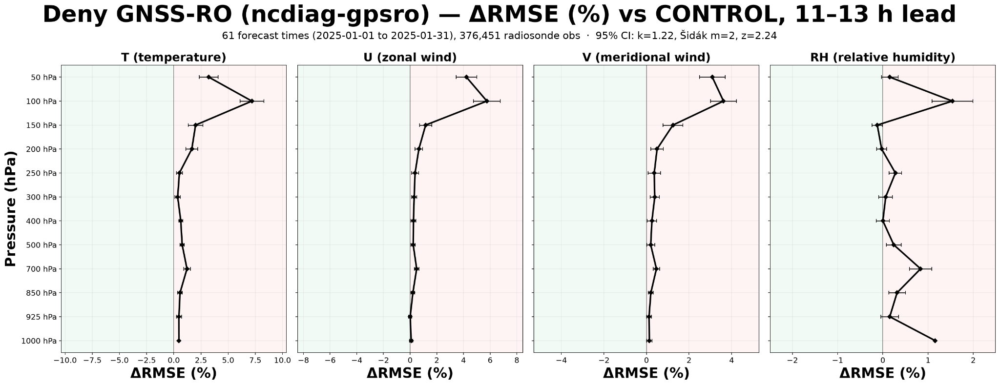 Deny GNSS-RO (ncdiag-gpsro) — ΔRMSE (%) vs CONTROL, 11–13 h lead
61 forecast times (2025-01-01 to 2025-01-31), 376,451 radiosonde obs · 95% CI: k=1.22, Šidák m=2, z=2.24
T (temperature)
U (zonal wind)
V (meridional wind)
RH (relative humidity)
Pressure (hPa)
50 hPa
100 hPa
150 hPa
200 hPa
250 hPa
300 hPa
400 hPa
500 hPa
700 hPa
850 hPa
925 hPa
1000 hPa
−10.0 −7.5 −5.0 −2.5 0.0 2.5 5.0 7.5 10.0
−8 −6 −4 −2 0 2 4 6 8
−4 −2 0 2 4
−2 −1 0 1 2
ΔRMSE (%)
ΔRMSE (%)
ΔRMSE (%)
ΔRMSE (%)